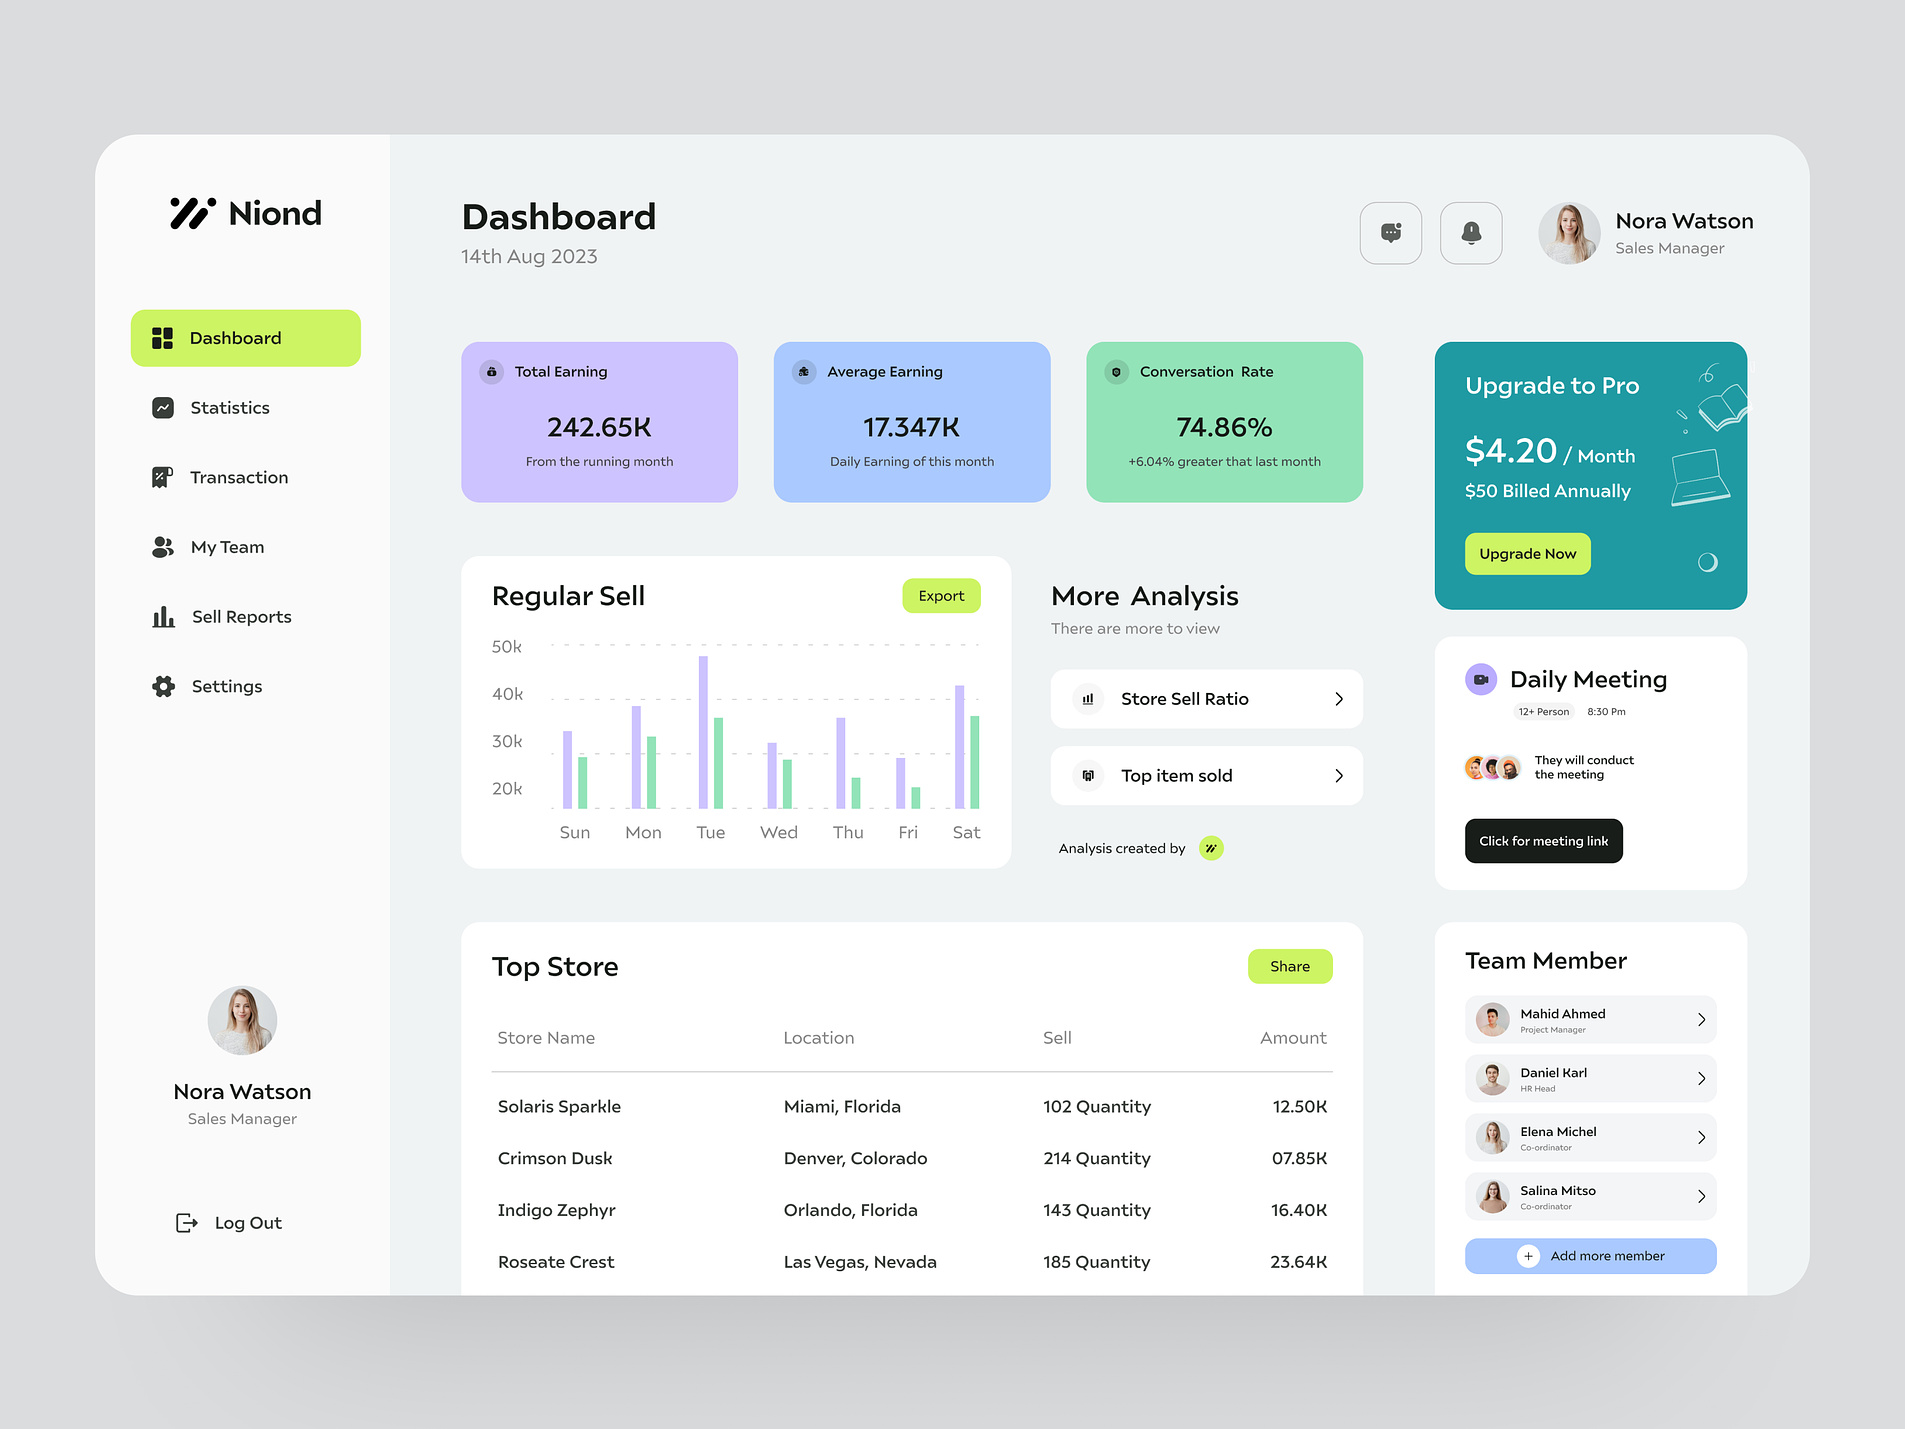 Niond
Dashboard
Statistics
Transaction
My Team
Sell Reports
Settings
Nora Watson
Sales Manager
Log Out
Dashboard
14th Aug 2023
Nora Watson
Sales Manager
Total Earning
242.65K
From the running month
Average Earning
17.347K
Daily Earning of this month
Conversation Rate
74.86%
+6.04% greater that last month
Upgrade to Pro
$4.20 / Month
$50 Billed Annually
Upgrade Now
Regular Sell
Export
50k
40k
30k
20k
Sun Mon Tue Wed Thu Fri Sat
More Analysis
There are more to view
Store Sell Ratio
Top item sold
Analysis created by
Daily Meeting
12+ Person 8:30 Pm
They will conduct
the meeting
Click for meeting link
Top Store
Share
Store Name Location Sell Amount
Solaris Sparkle Miami, Florida 102 Quantity 12.50K
Crimson Dusk Denver, Colorado 214 Quantity 07.85K
Indigo Zephyr Orlando, Florida 143 Quantity 16.40K
Roseate Crest Las Vegas, Nevada 185 Quantity 23.64K
Team Member
Mahid Ahmed
Project Manager
Daniel Karl
HR Head
Elena Michel
Co-ordinator
Salina Mitso
Co-ordinator
Add more member